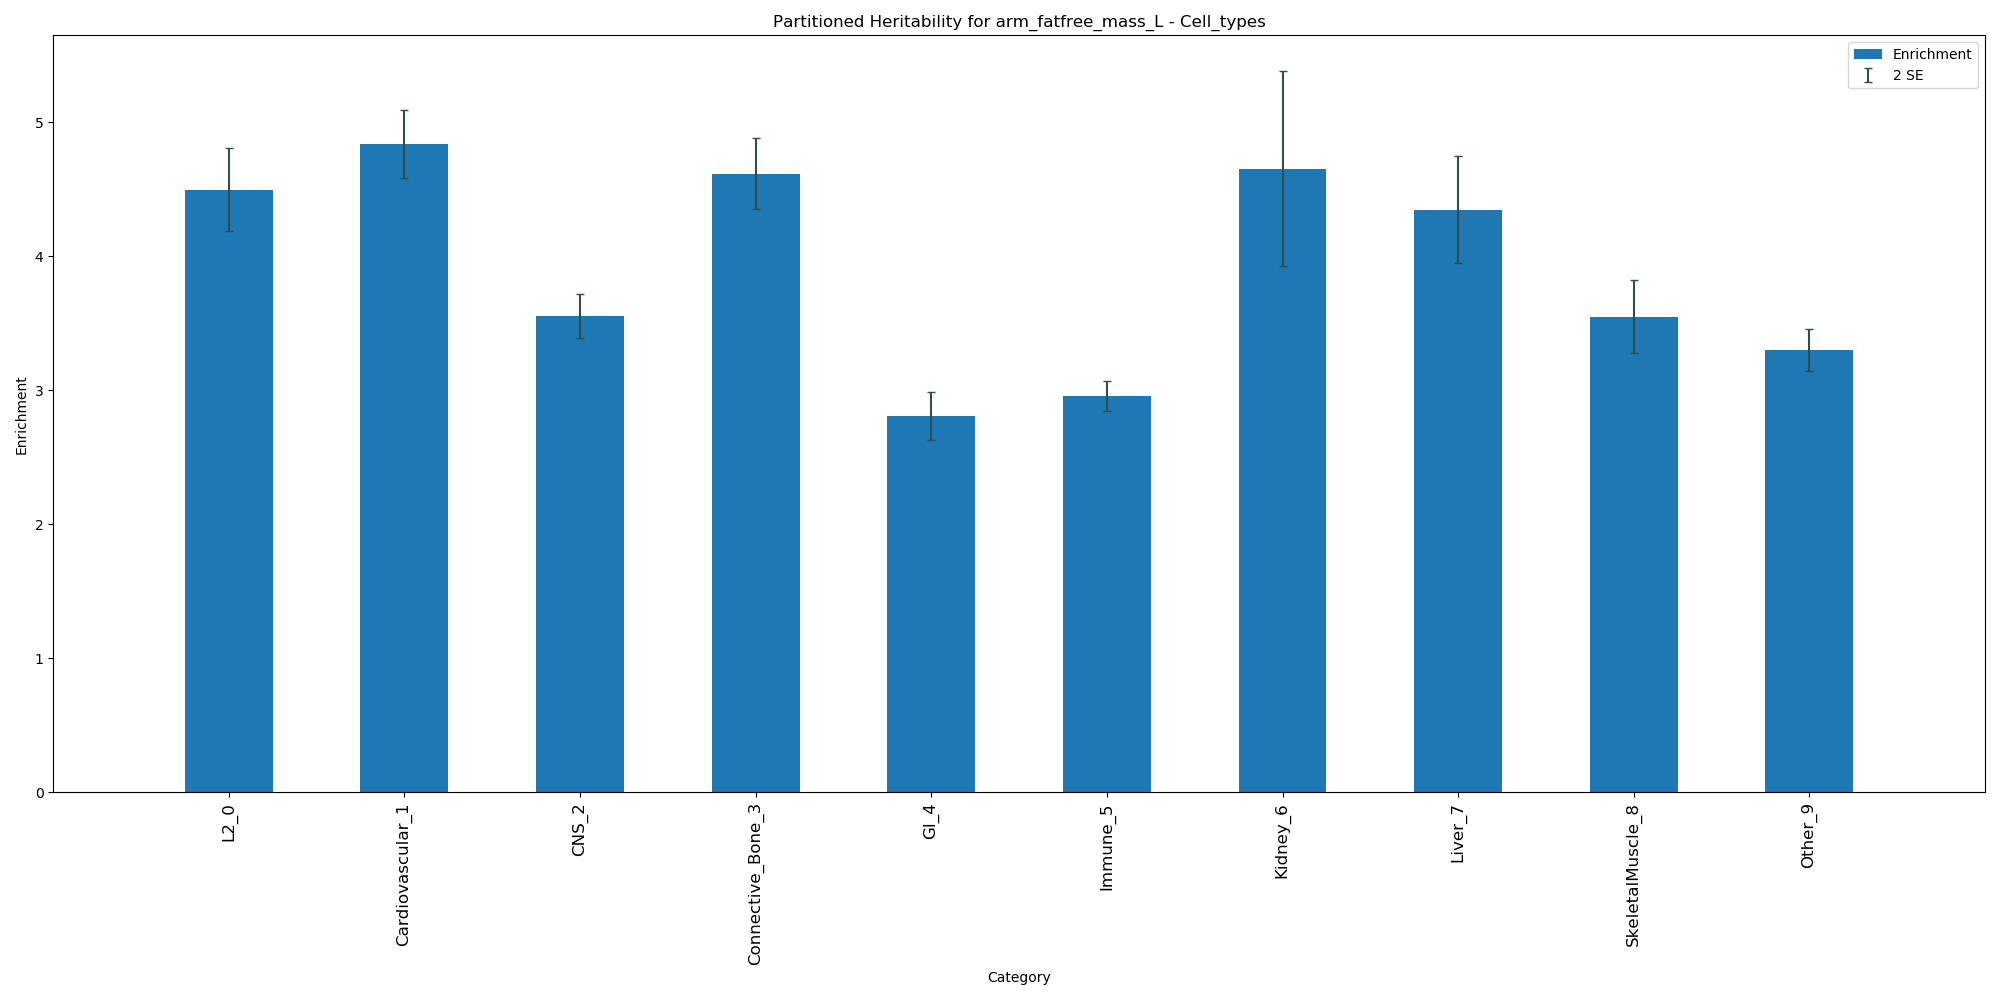 Partitioned Heritability for arm_fatfree_mass_L - Cell_types
Enrichment
2 SE
5
4
3
2
1
0
Enrichment
L2_0
Cardiovascular_1
CNS_2
Connective_Bone_3
GI_4
Immune_5
Kidney_6
Liver_7
SkeletalMuscle_8
Other_9
Category